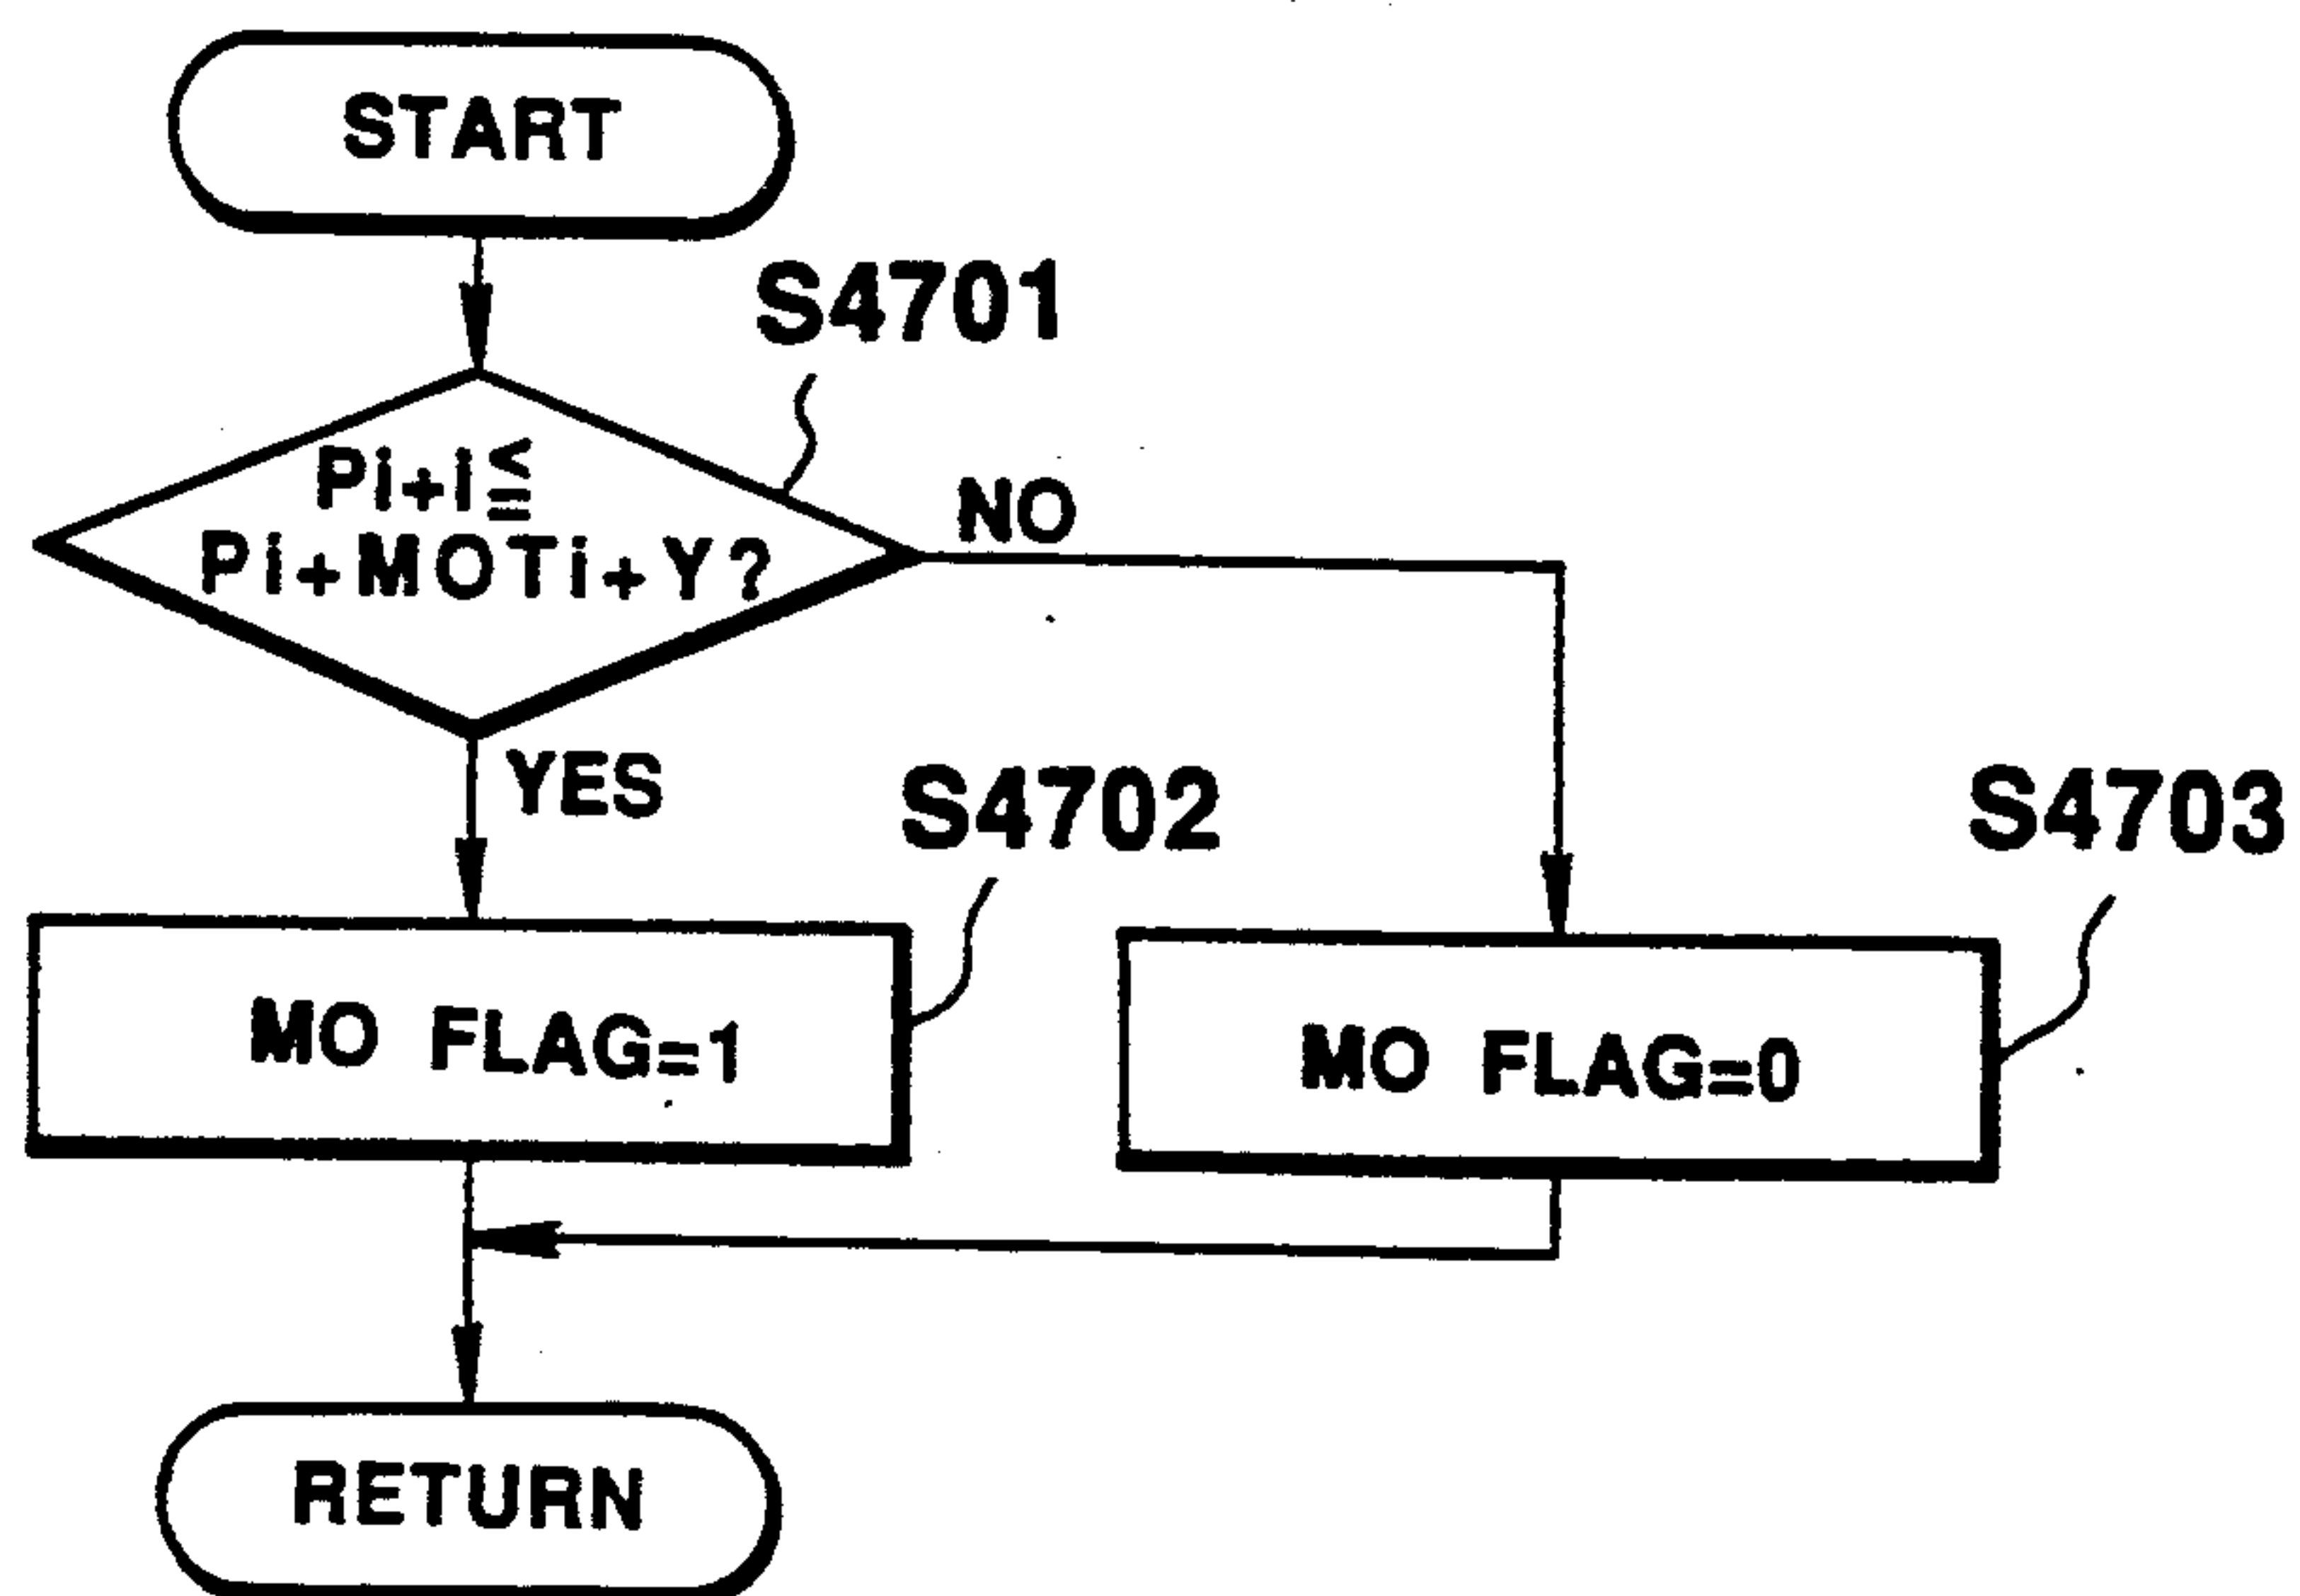 START
S4701
Pi+i≦
Pi+MOTi+Y?
NO
YES
S4702
S4703
MO FLAG=1
MO FLAG=0
RETURN